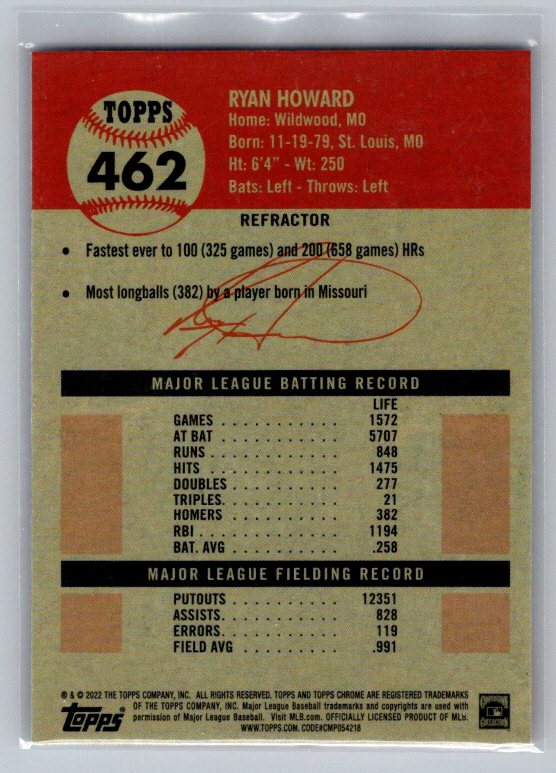 TOPPS
462
RYAN HOWARD
Home: Wildwood, MO
Born: 11-19-79, St. Louis, MO
Ht: 6'4" - Wt: 250
Bats: Left - Throws: Left
REFRACTOR
• Fastest ever to 100 (325 games) and 200 (658 games) HRs
• Most longballs (382) by a player born in Missouri
MAJOR LEAGUE BATTING RECORD
LIFE
GAMES . . . . . . . . . . . 1572
AT BAT . . . . . . . . . . . 5707
RUNS . . . . . . . . . . . 848
HITS . . . . . . . . . . . 1475
DOUBLES . . . . . . . . . . 277
TRIPLES. . . . . . . . . . . 21
HOMERS . . . . . . . . . . 382
RBI . . . . . . . . . . . . 1194
BAT. AVG . . . . . . . . . . .258
MAJOR LEAGUE FIELDING RECORD
PUTOUTS . . . . . . . . . . 12351
ASSISTS. . . . . . . . . . . 828
ERRORS. . . . . . . . . . . 119
FIELD AVG . . . . . . . . . .991
® & © 2022 THE TOPPS COMPANY, INC. ALL RIGHTS RESERVED. TOPPS AND TOPPS CHROME ARE REGISTERED TRADEMARKS
OF THE TOPPS COMPANY, INC. Major League Baseball trademarks and copyrights are used with
permission of Major League Baseball. Visit MLB.com. OFFICIALLY LICENSED PRODUCT OF MLB.
WWW.TOPPS.COM. CODE#CMP054218
Topps